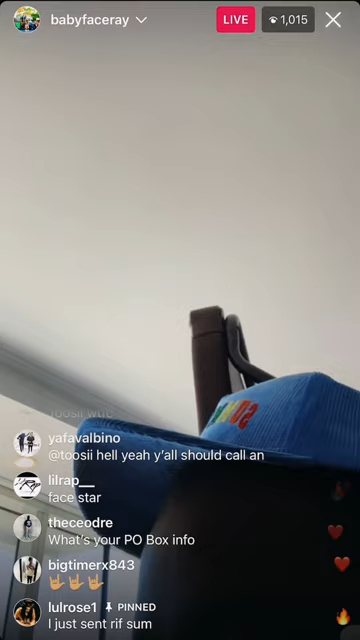 babyfaceray
LIVE
1,015
yafavalbino
@toosii hell yeah y'all should call an
lilrap__
face star
theceodre
What's your PO Box info
bigtimerx843
🤟🏼🤟🏼🤟🏼
lulrose1 PINNED
I just sent rif sum